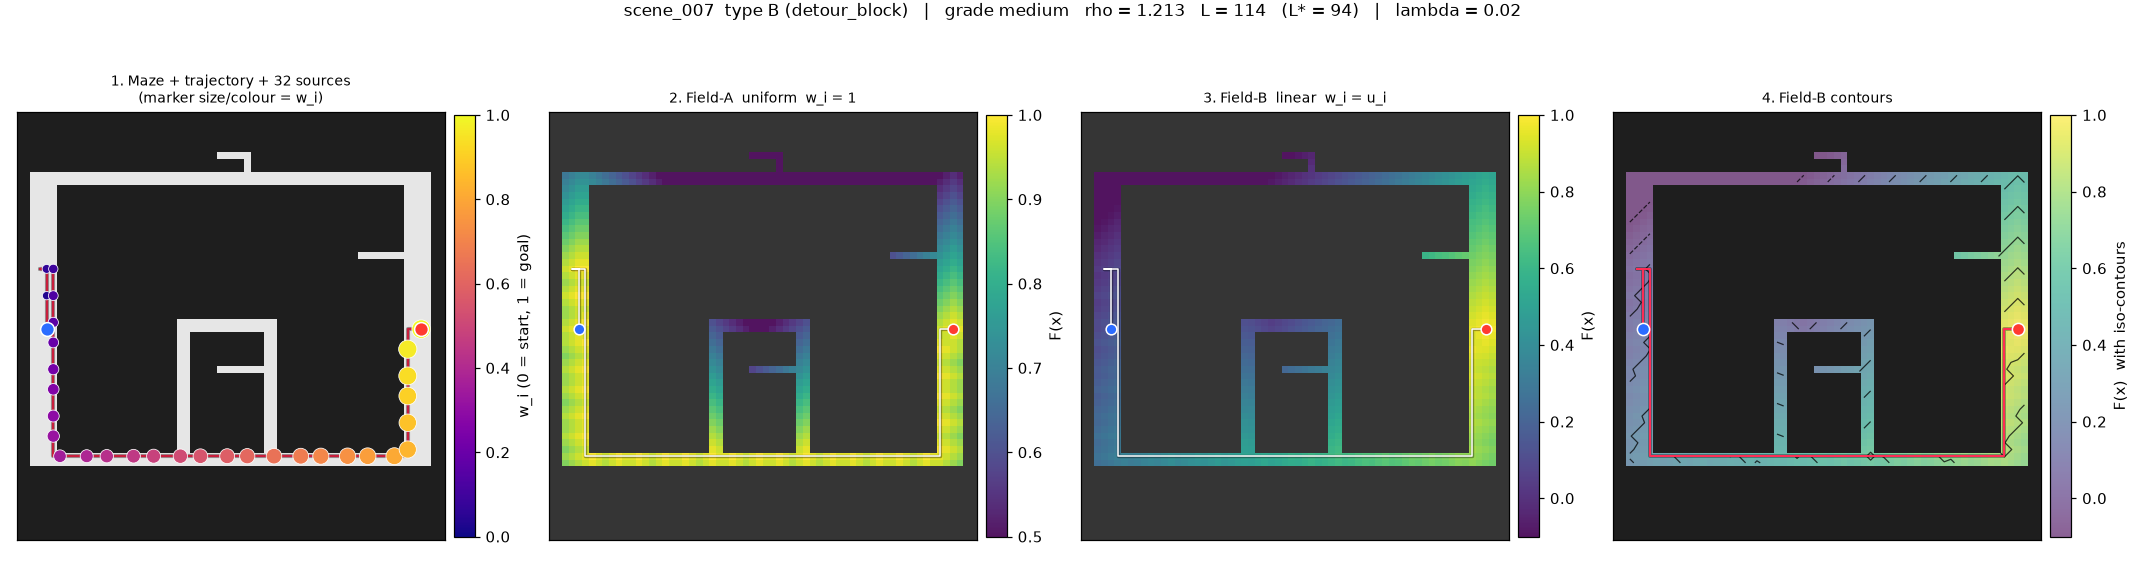 scene_007  type B (detour_block)   |   grade medium   rho = 1.213   L = 114   (L* = 94)   |   lambda = 0.02
1. Maze + trajectory + 32 sources
(marker size/colour = w_i)
1.0
0.8
0.6
0.4
0.2
0.0
w_i (0 = start, 1 = goal)
2. Field-A  uniform  w_i = 1
1.0
0.9
0.8
0.7
0.6
0.5
F(x)
3. Field-B  linear  w_i = u_i
1.0
0.8
0.6
0.4
0.2
0.0
F(x)
4. Field-B contours
1.0
0.8
0.6
0.4
0.2
0.0
F(x)  with iso-contours